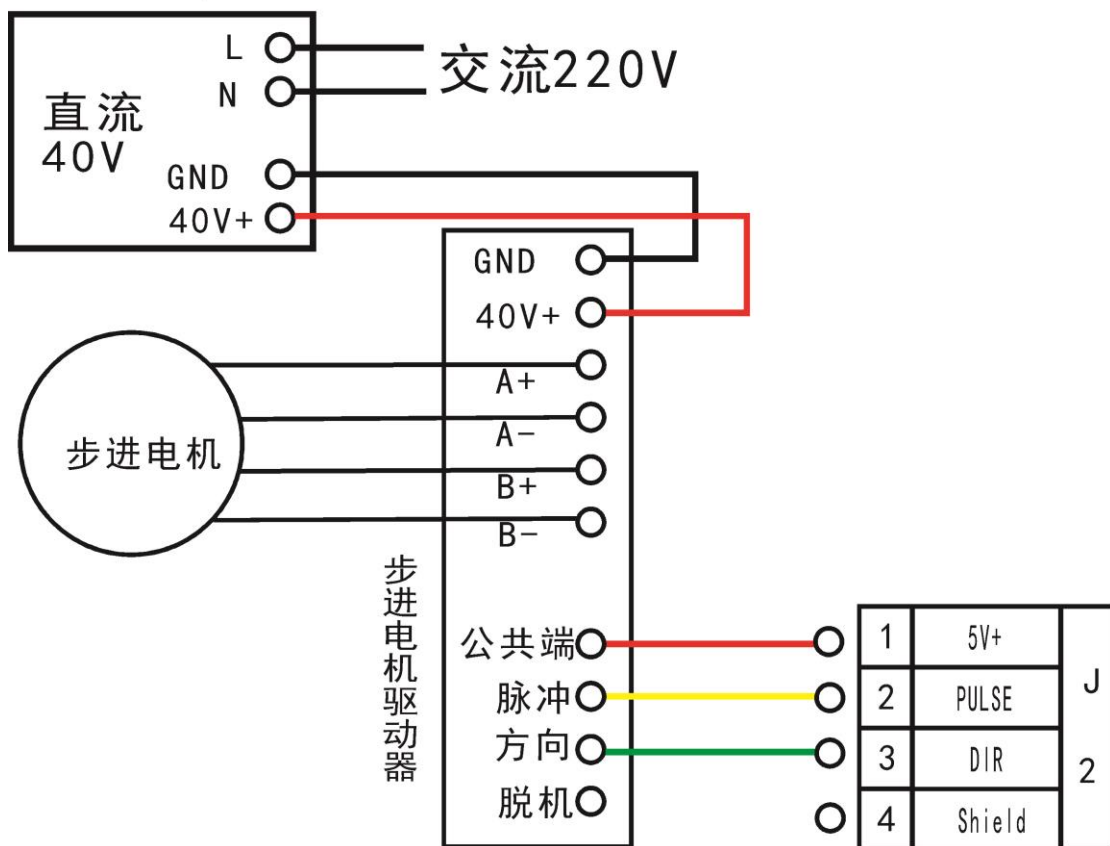 L
N
交流220V
直流
40V
GND
40V+
GND
40V+
A+
A-
B+
B-
步进电机
步进电机驱动器
公共端
脉冲
方向
脱机
1 5V+
2 PULSE
3 DIR
4 Shield
J2